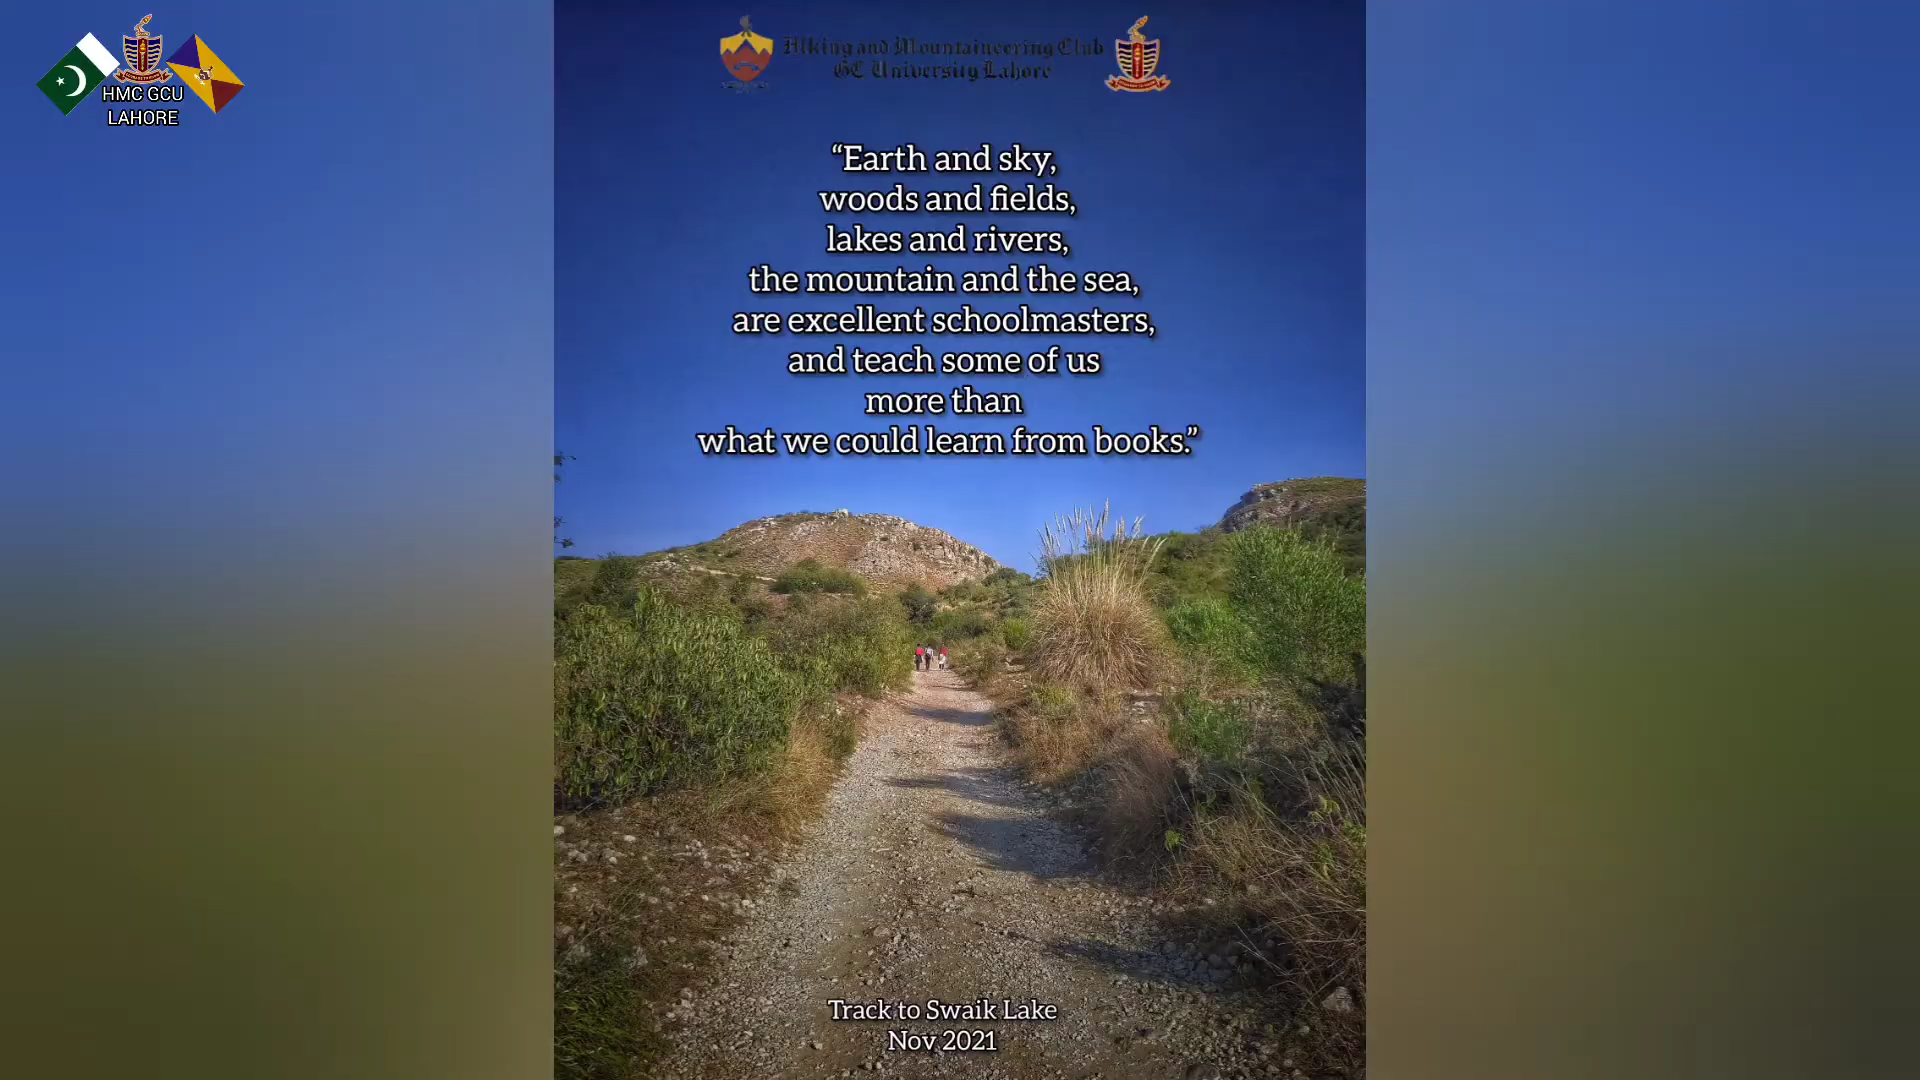 HMC GCU
LAHORE
Hiking and Mountaineering Club
GC University Lahore
“Earth and sky,
woods and fields,
lakes and rivers,
the mountain and the sea,
are excellent schoolmasters,
and teach some of us
more than
what we could learn from books.”
Track to Swaik Lake
Nov 2021